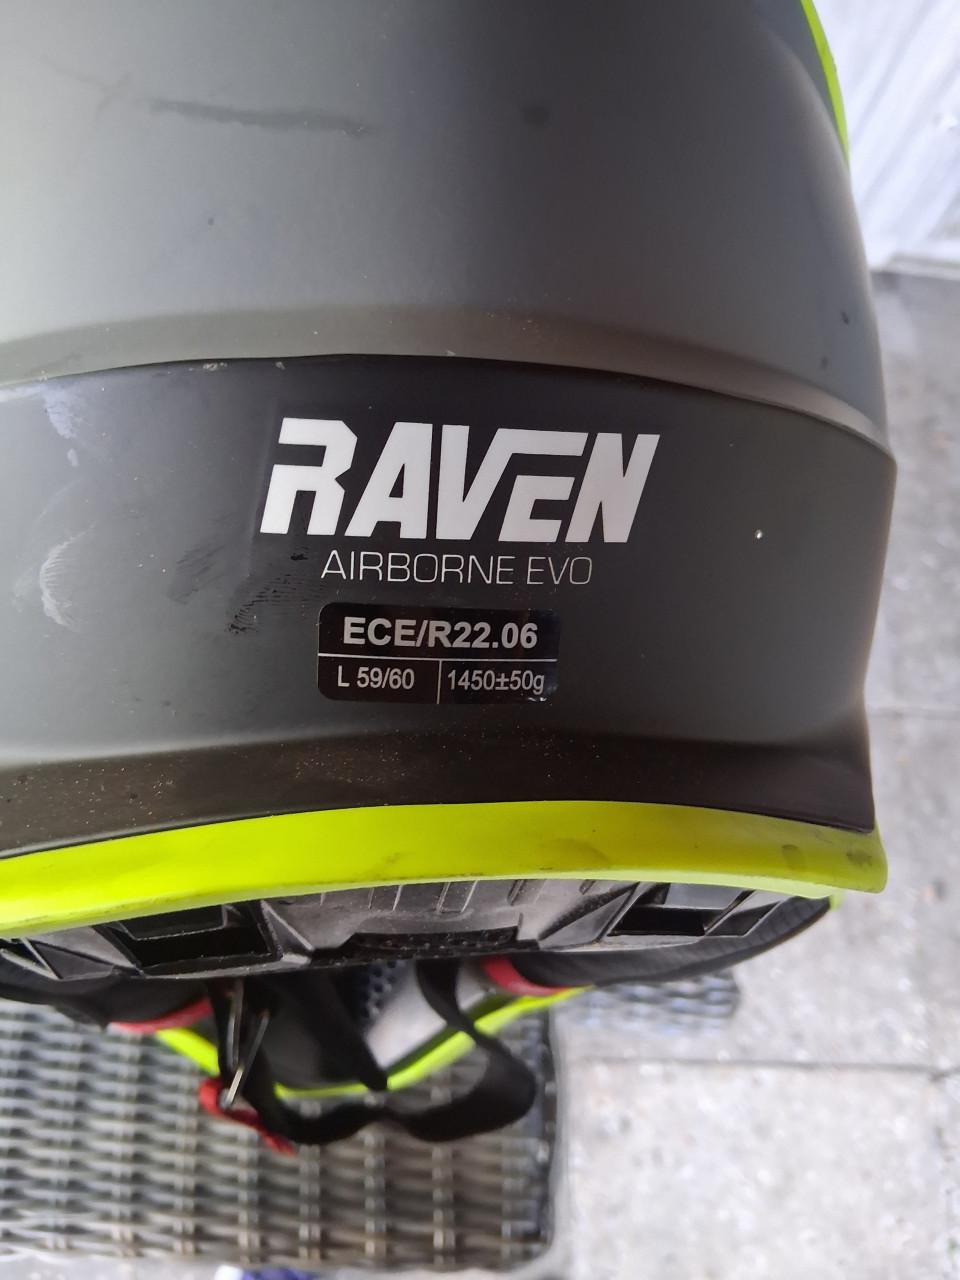 RAVEN
AIRBORNE EVO
ECE/R22.06
L 59/60 1450±50g